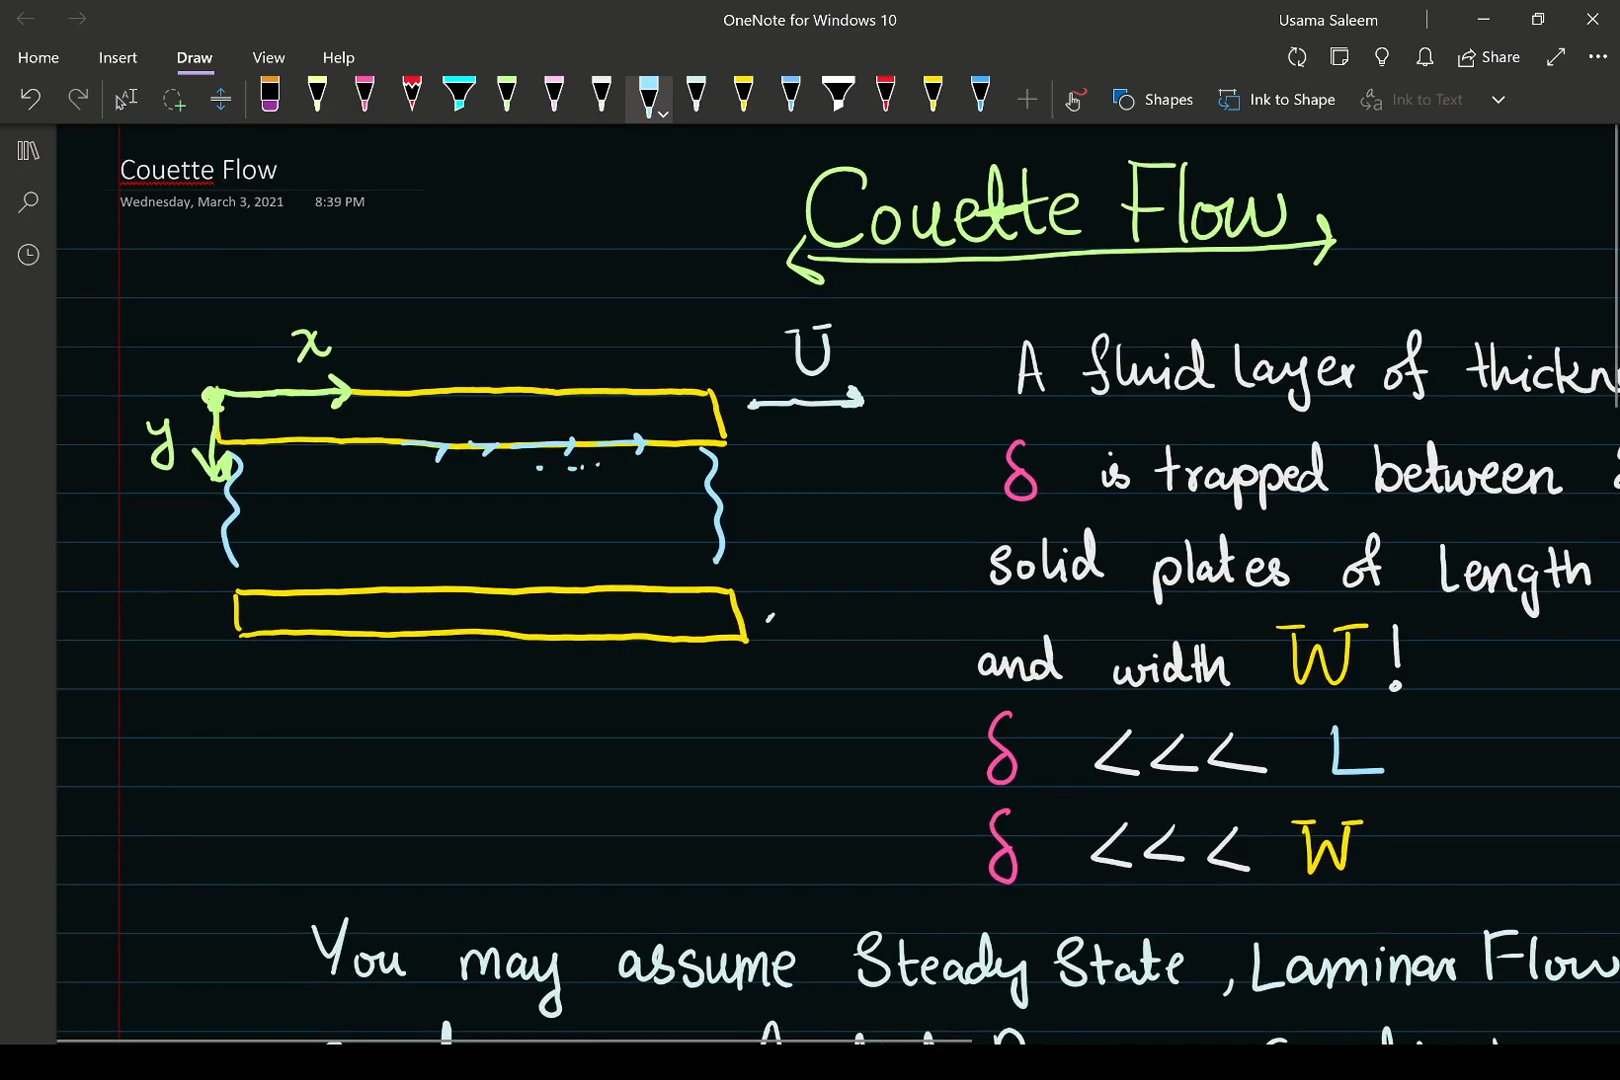 OneNote for Windows 10
Usama Saleem
Home Insert Draw View Help
Share
Shapes Ink to Shape Ink to Text
Couette Flow
Wednesday, March 3, 2021 8:39 PM
Couette Flow
x
U
y
A fluid layer of thickn
δ is trapped between
solid plates of Length
and width W!
δ <<< L
δ <<< W
You may assume Steady State, Laminar Flow